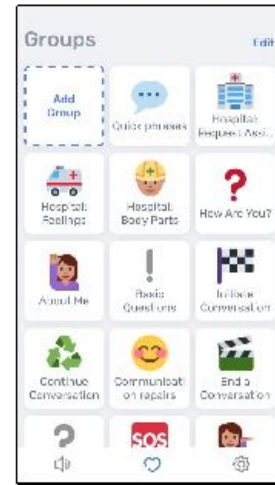 Groups
Edit
Add
Group
Quick phrases
Hospital:
Request Assi...
Hospital:
Feelings
Hospital:
Body Parts
How Are You?
About Me
Basic
Questions
Initiate
Conversation
Continue
Conversation
Communicati
on repairs
End a
Conversation
SOS